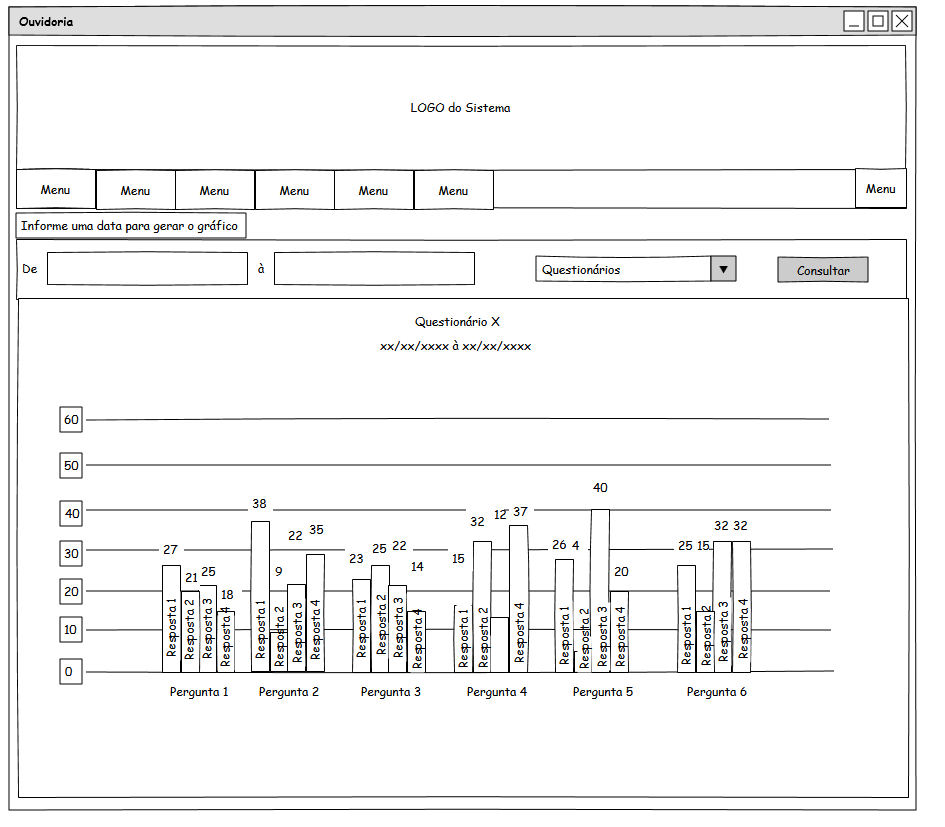 Ouvidoria
LOGO do Sistema
Menu Menu Menu Menu Menu Menu Menu
Informe uma data para gerar o gráfico
De à Questionários Consultar
Questionário X
xx/xx/xxxx à xx/xx/xxxx
60
50
40
30
20
10
0
27 21 25 18
Resposta 1 Resposta 2 Resposta 3 Resposta 4
Pergunta 1
38 9 22 35
Resposta 1 Resposta 2 Resposta 3 Resposta 4
Pergunta 2
23 25 22 14
Resposta 1 Resposta 2 Resposta 3 Resposta 4
Pergunta 3
15 32 12 37
Resposta 1 Resposta 2 Resposta 4
Pergunta 4
26 4 40 20
Resposta 1 Resposta 2 Resposta 3 Resposta 4
Pergunta 5
25 15 32 32
Resposta 1 Resposta 2 Resposta 3 Resposta 4
Pergunta 6